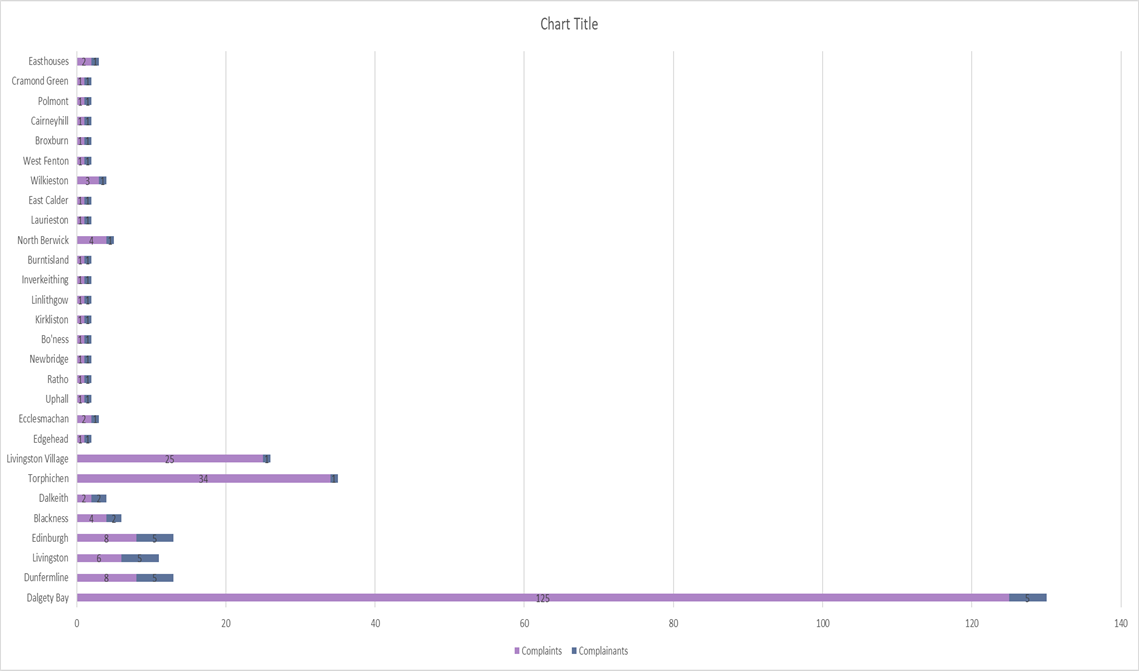 Chart Title
Easthouses 2 1
Cramond Green 1 1
Polmont 1 1
Cairneyhill 1 1
Broxburn 1 1
West Fenton 1 1
Wilkieston 3 1
East Calder 1 1
Laurieston 1 1
North Berwick 4 1
Burntisland 1 1
Inverkeithing 1 1
Linlithgow 1 1
Kirkliston 1 1
Bo'ness 1 1
Newbridge 1 1
Ratho 1 1
Uphall 1 1
Ecclesmachan 2 1
Edgehead 1 1
Livingston Village 25 1
Torphichen 34 1
Dalkeith 2 2
Blackness 4 2
Edinburgh 8 5
Livingston 6 5
Dunfermline 8 5
Dalgety Bay 125 5
0 20 40 60 80 100 120 140
Complaints Complainants